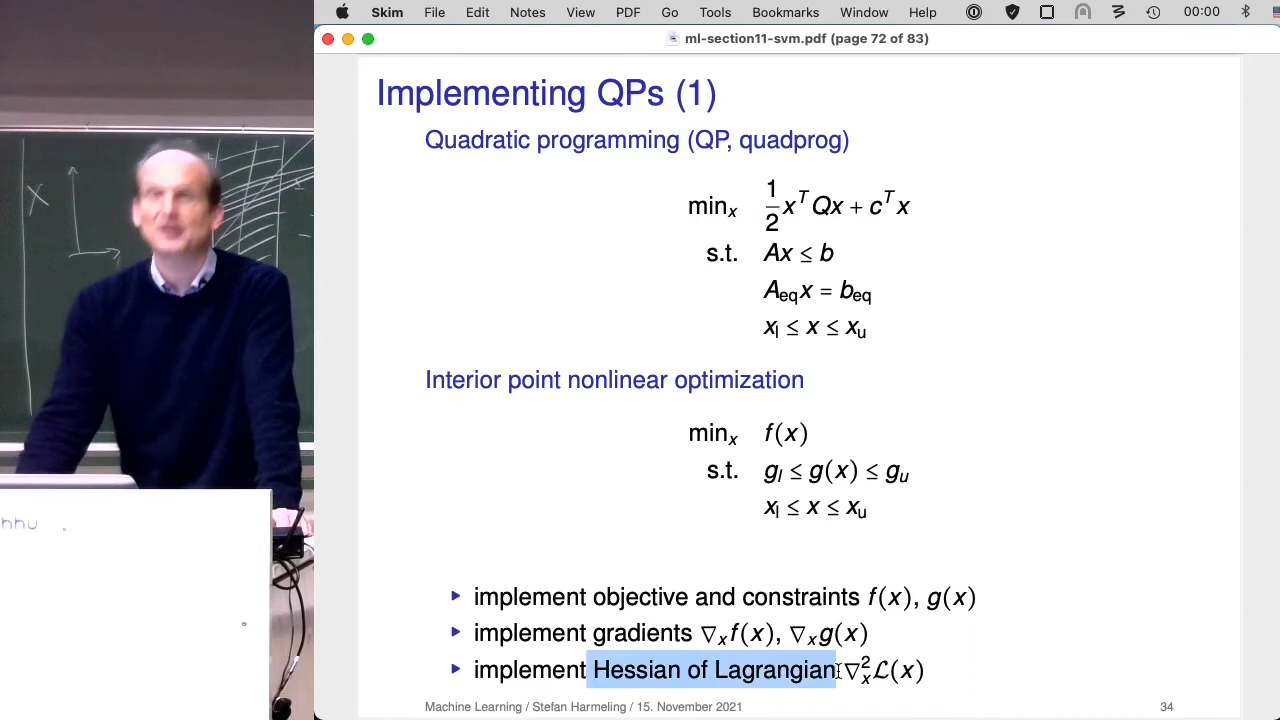 Skim File Edit Notes View PDF Go Tools Bookmarks Window Help 00:00
ml-section11-svm.pdf (page 72 of 83)
Implementing QPs (1)
Quadratic programming (QP, quadprog)
min_x ½ x^T Qx + c^T x
s.t. Ax ≤ b
A_eq x = b_eq
x_l ≤ x ≤ x_u
Interior point nonlinear optimization
min_x f(x)
s.t. g_l ≤ g(x) ≤ g_u
x_l ≤ x ≤ x_u
▸ implement objective and constraints f(x), g(x)
▸ implement gradients ∇_x f(x), ∇_x g(x)
▸ implement Hessian of Lagrangian ∇²_x ℒ(x)
Machine Learning / Stefan Harmeling / 15. November 2021 34
X
hhu